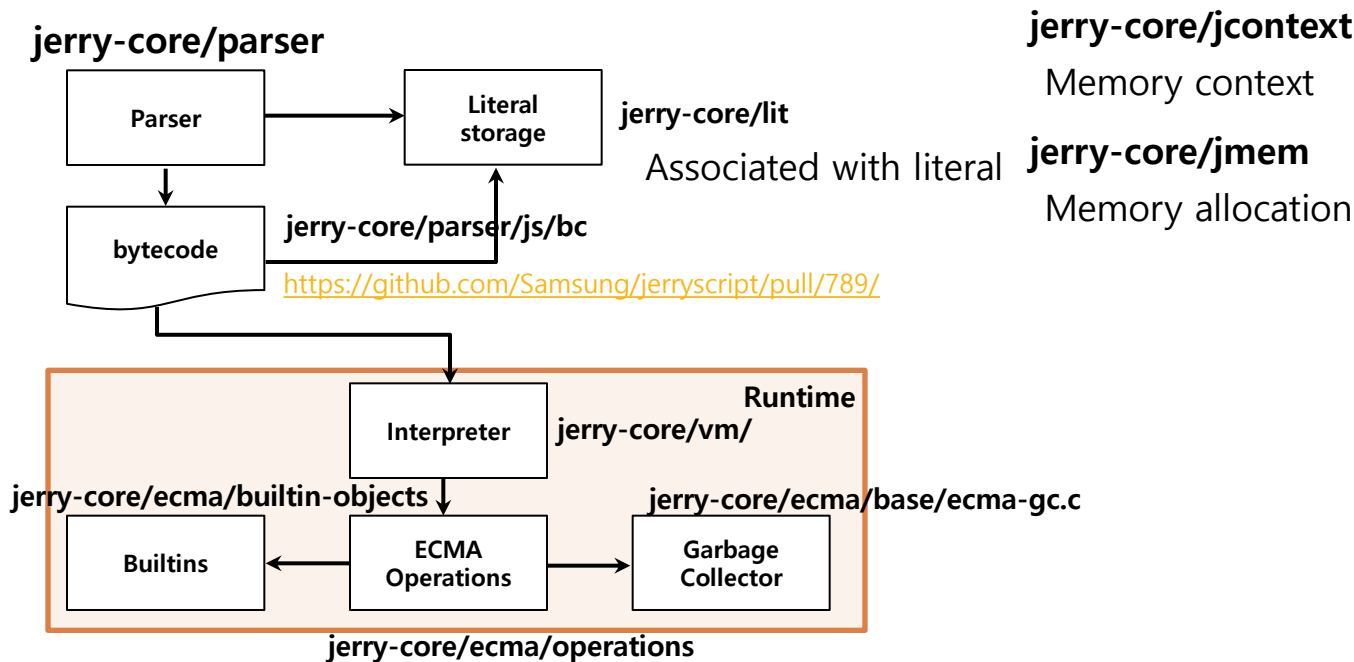 jerry-core/parser
Parser
Literal
storage
jerry-core/lit
Associated with literal
jerry-core/jcontext
Memory context
jerry-core/jmem
Memory allocation
bytecode
jerry-core/parser/js/bc
https://github.com/Samsung/jerryscript/pull/789/
Runtime
Interpreter
jerry-core/vm/
jerry-core/ecma/builtin-objects
jerry-core/ecma/base/ecma-gc.c
Builtins
ECMA
Operations
Garbage
Collector
jerry-core/ecma/operations